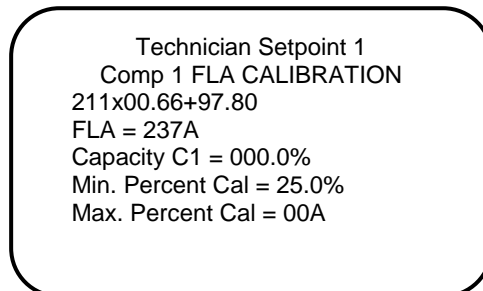 Technician Setpoint 1
Comp 1 FLA CALIBRATION
211x00.66+97.80
FLA = 237A
Capacity C1 = 000.0%
Min. Percent Cal = 25.0%
Max. Percent Cal = 00A